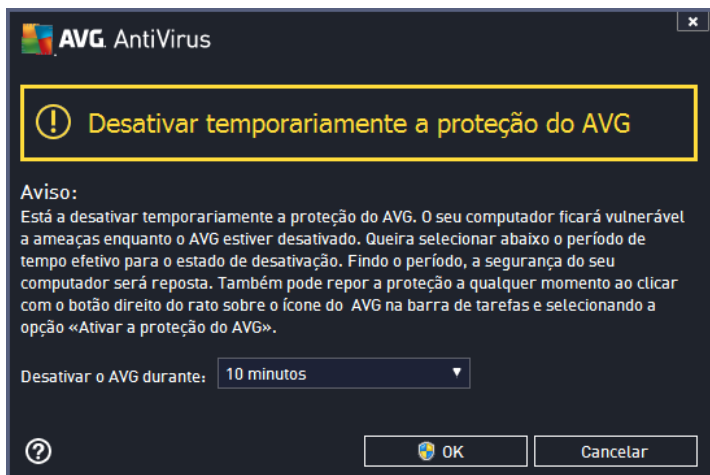 AVG. AntiVirus
Desativar temporariamente a proteção do AVG
Aviso:
Está a desativar temporariamente a proteção do AVG. O seu computador ficará vulnerável
a ameaças enquanto o AVG estiver desativado. Queira selecionar abaixo o período de
tempo efetivo para o estado de desativação. Findo o período, a segurança do seu
computador será reposta. Também pode repor a proteção a qualquer momento ao clicar
com o botão direito do rato sobre o ícone do AVG na barra de tarefas e selecionando a
opção «Ativar a proteção do AVG».
Desativar o AVG durante: 10 minutos
OK Cancelar